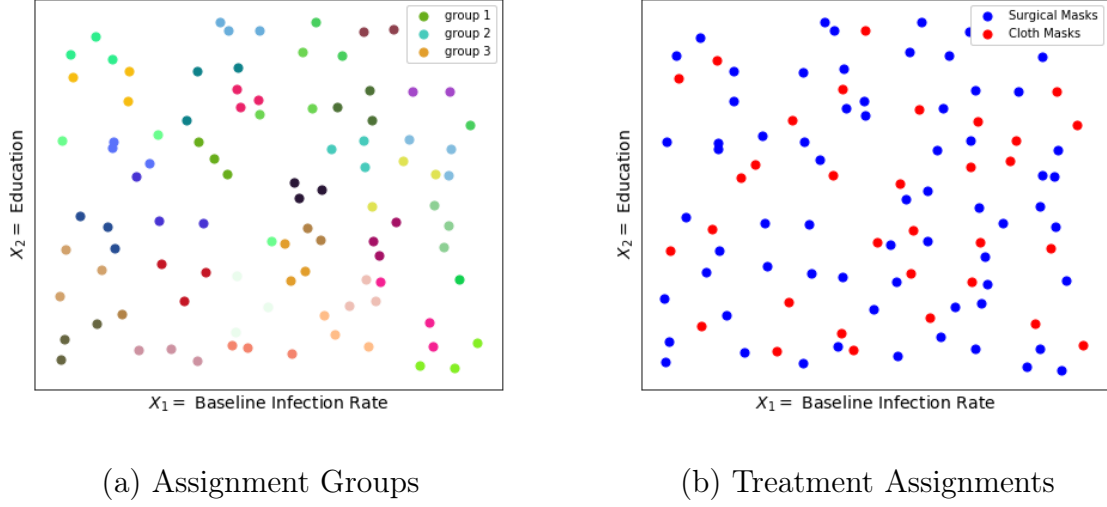 group 1
group 2
group 3
X₂ = Education
X₁ = Baseline Infection Rate
(a) Assignment Groups
Surgical Masks
Cloth Masks
X₂ = Education
X₁ = Baseline Infection Rate
(b) Treatment Assignments